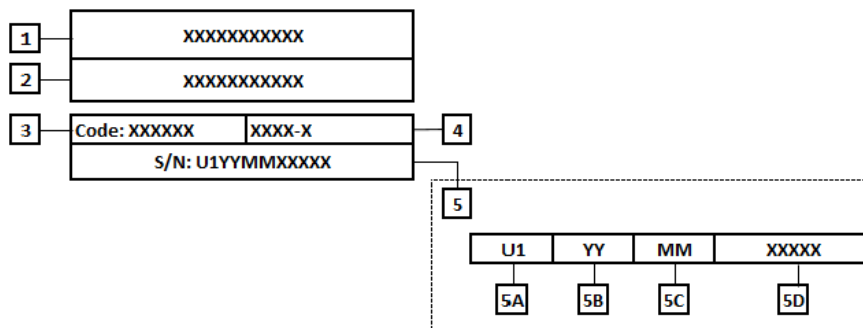 1 XXXXXXXXXXX
2 XXXXXXXXXXX
3 Code: XXXXXX XXXX-X 4
S/N: U1YYMMXXXXX
5
U1 YY MM XXXXX
5A 5B 5C 5D